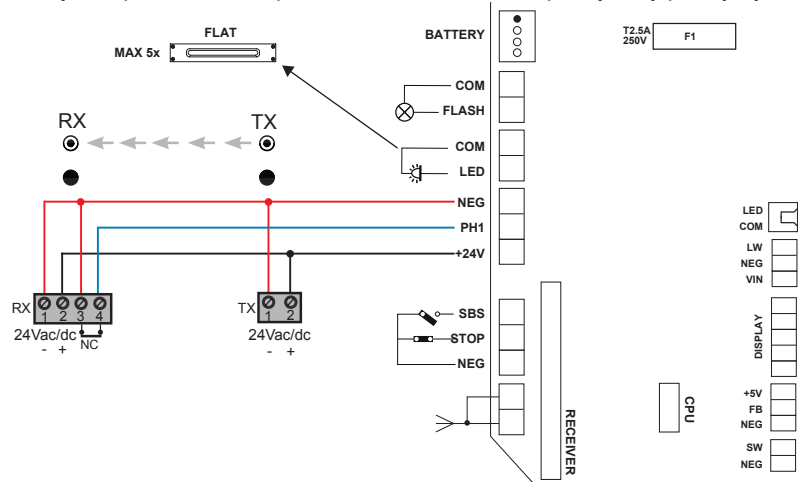 FLAT
MAX 5x
BATTERY
T2.5A
250V
F1
COM
FLASH
RX
TX
COM
LED
NEG
PH1
+24V
LED
COM
LW
NEG
VIN
RX
1 2 3 4
24Vac/dc
- +
NC
TX
1 2
24Vac/dc
- +
SBS
STOP
NEG
DISPLAY
RECEIVER
CPU
+5V
FB
NEG
SW
NEG